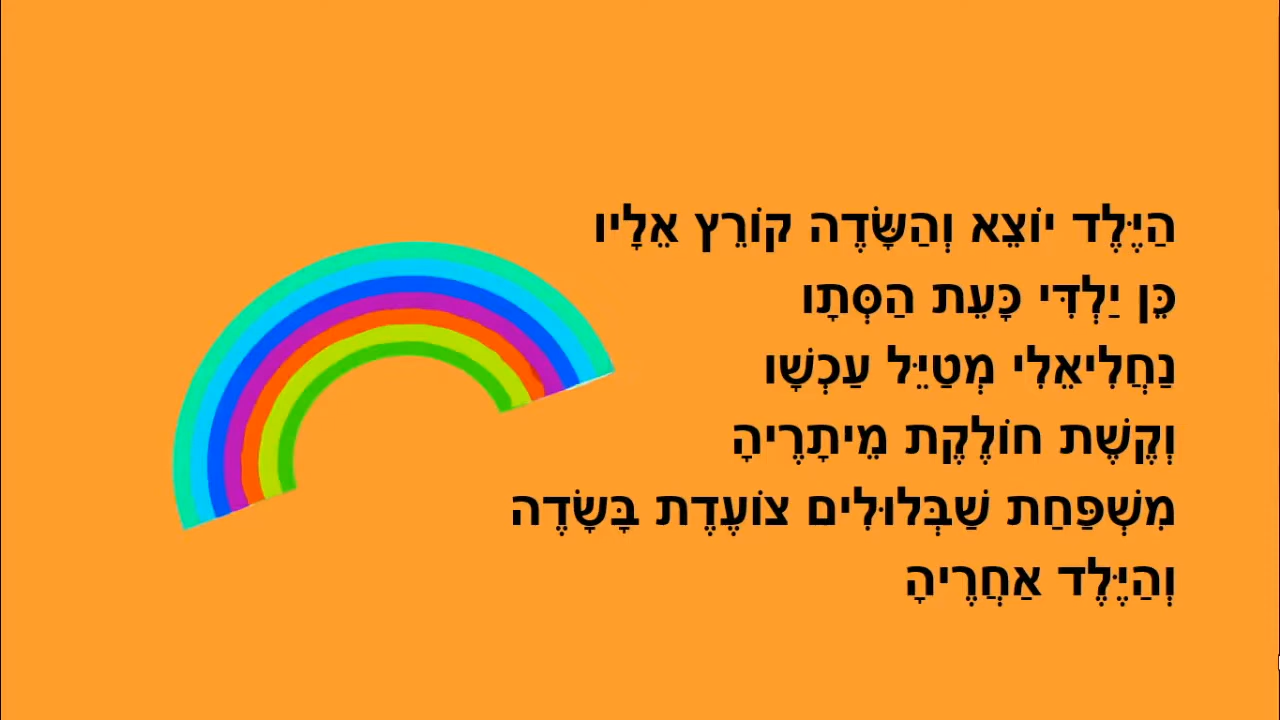 הַיֶּלֶד יוֹצֵא וְהַשָּׂדֶה קוֹרֵץ אֵלָיו
כֵּן יַלְדִּי כָּעֵת הַסְּתָו
נַחֲלִיאֵלִי מְטַיֵּל עַכְשָׁו
וְקֶשֶׁת חוֹלֶקֶת מֵיתָרֶיהָ
מִשְׁפַּחַת שַׁבְּלוּלִים צוֹעֶדֶת בָּשָׂדֶה
וְהַיֶּלֶד אַחֲרֶיהָ